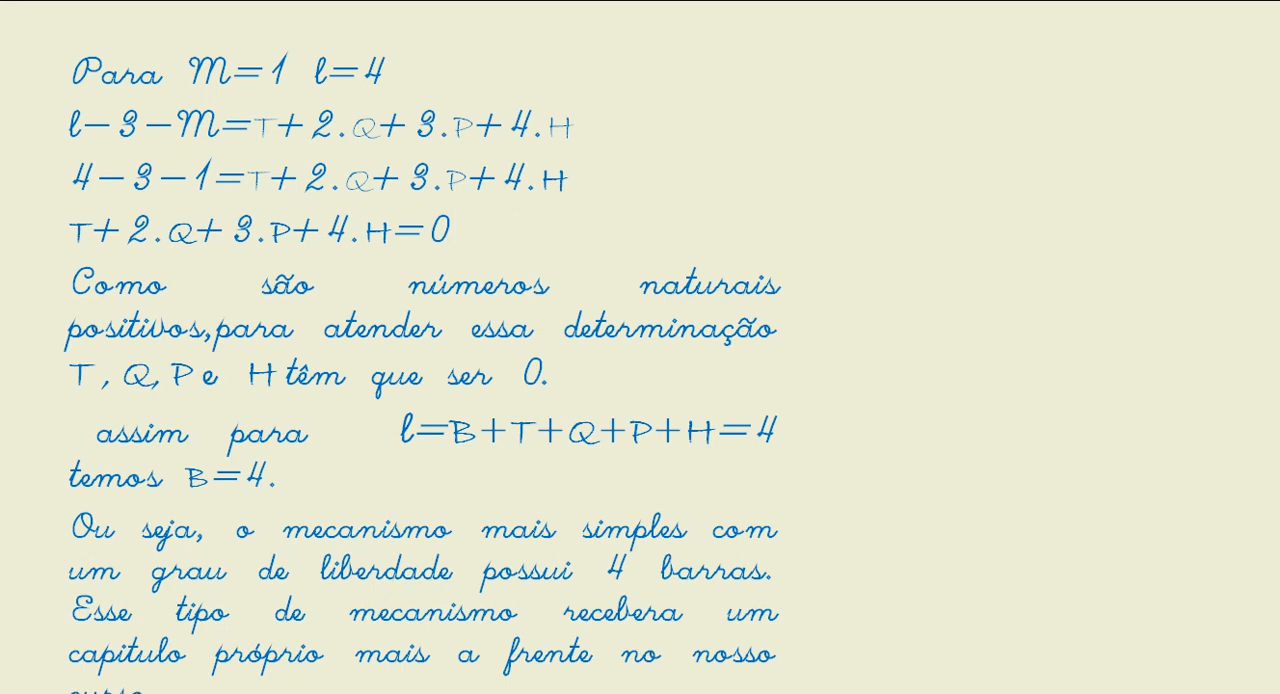 Para M=1 l=4
l-3-M=T+2.Q+3.P+4.H
4-3-1=T+2.Q+3.P+4.H
T+2.Q+3.P+4.H=0
Como são números naturais
positivos,para atender essa determinação
T, Q, P e H têm que ser 0.
assim para l=B+T+Q+P+H=4
temos B=4.
Ou seja, o mecanismo mais simples com
um grau de liberdade possui 4 barras.
Esse tipo de mecanismo recebera um
capitulo próprio mais a frente no nosso